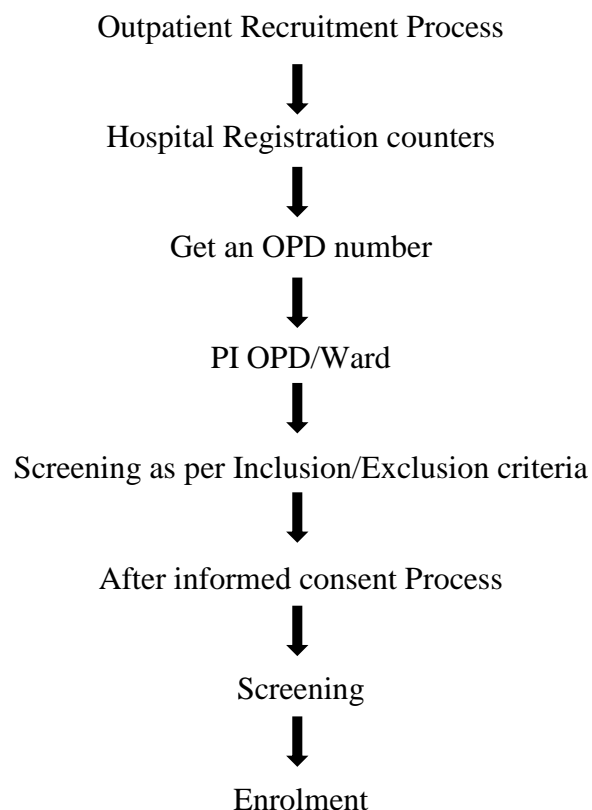 Outpatient Recruitment Process
Hospital Registration counters
Get an OPD number
PI OPD/Ward
Screening as per Inclusion/Exclusion criteria
After informed consent Process
Screening
Enrolment